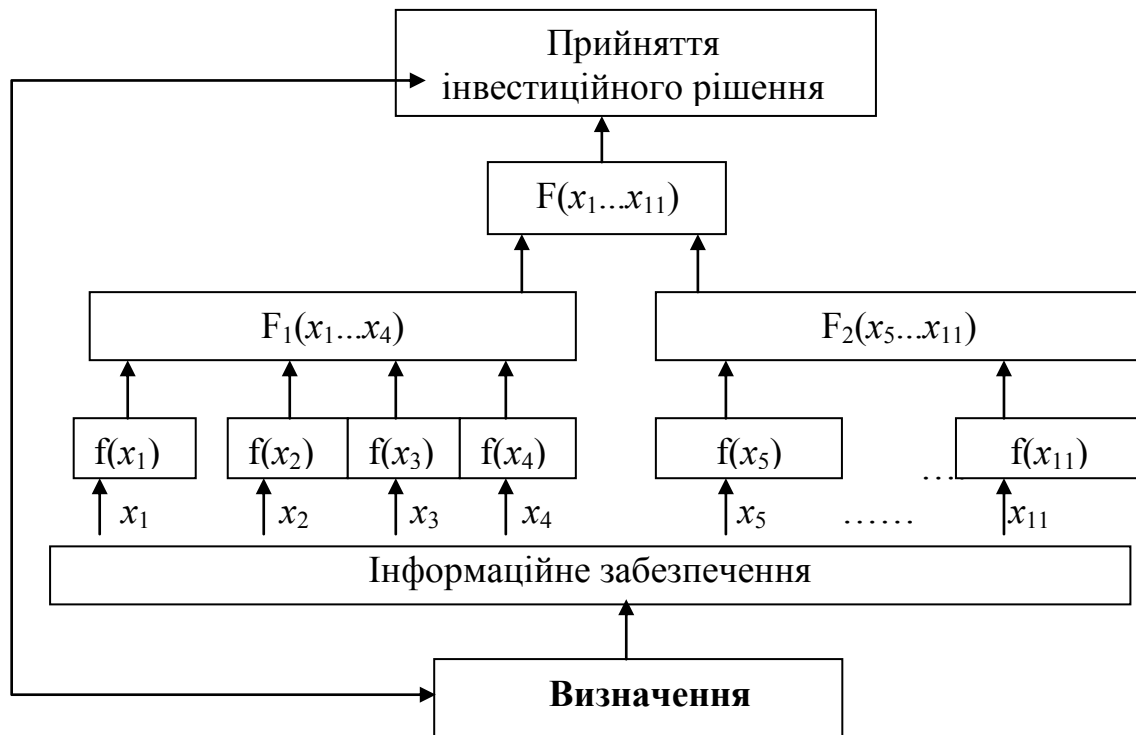 Прийняття
інвестиційного рішення
F(x₁...x₁₁)
F₁(x₁...x₄)
F₂(x₅...x₁₁)
f(x₁) f(x₂) f(x₃) f(x₄) f(x₅) .... f(x₁₁)
x₁ x₂ x₃ x₄ x₅ ...... x₁₁
Інформаційне забезпечення
Визначення